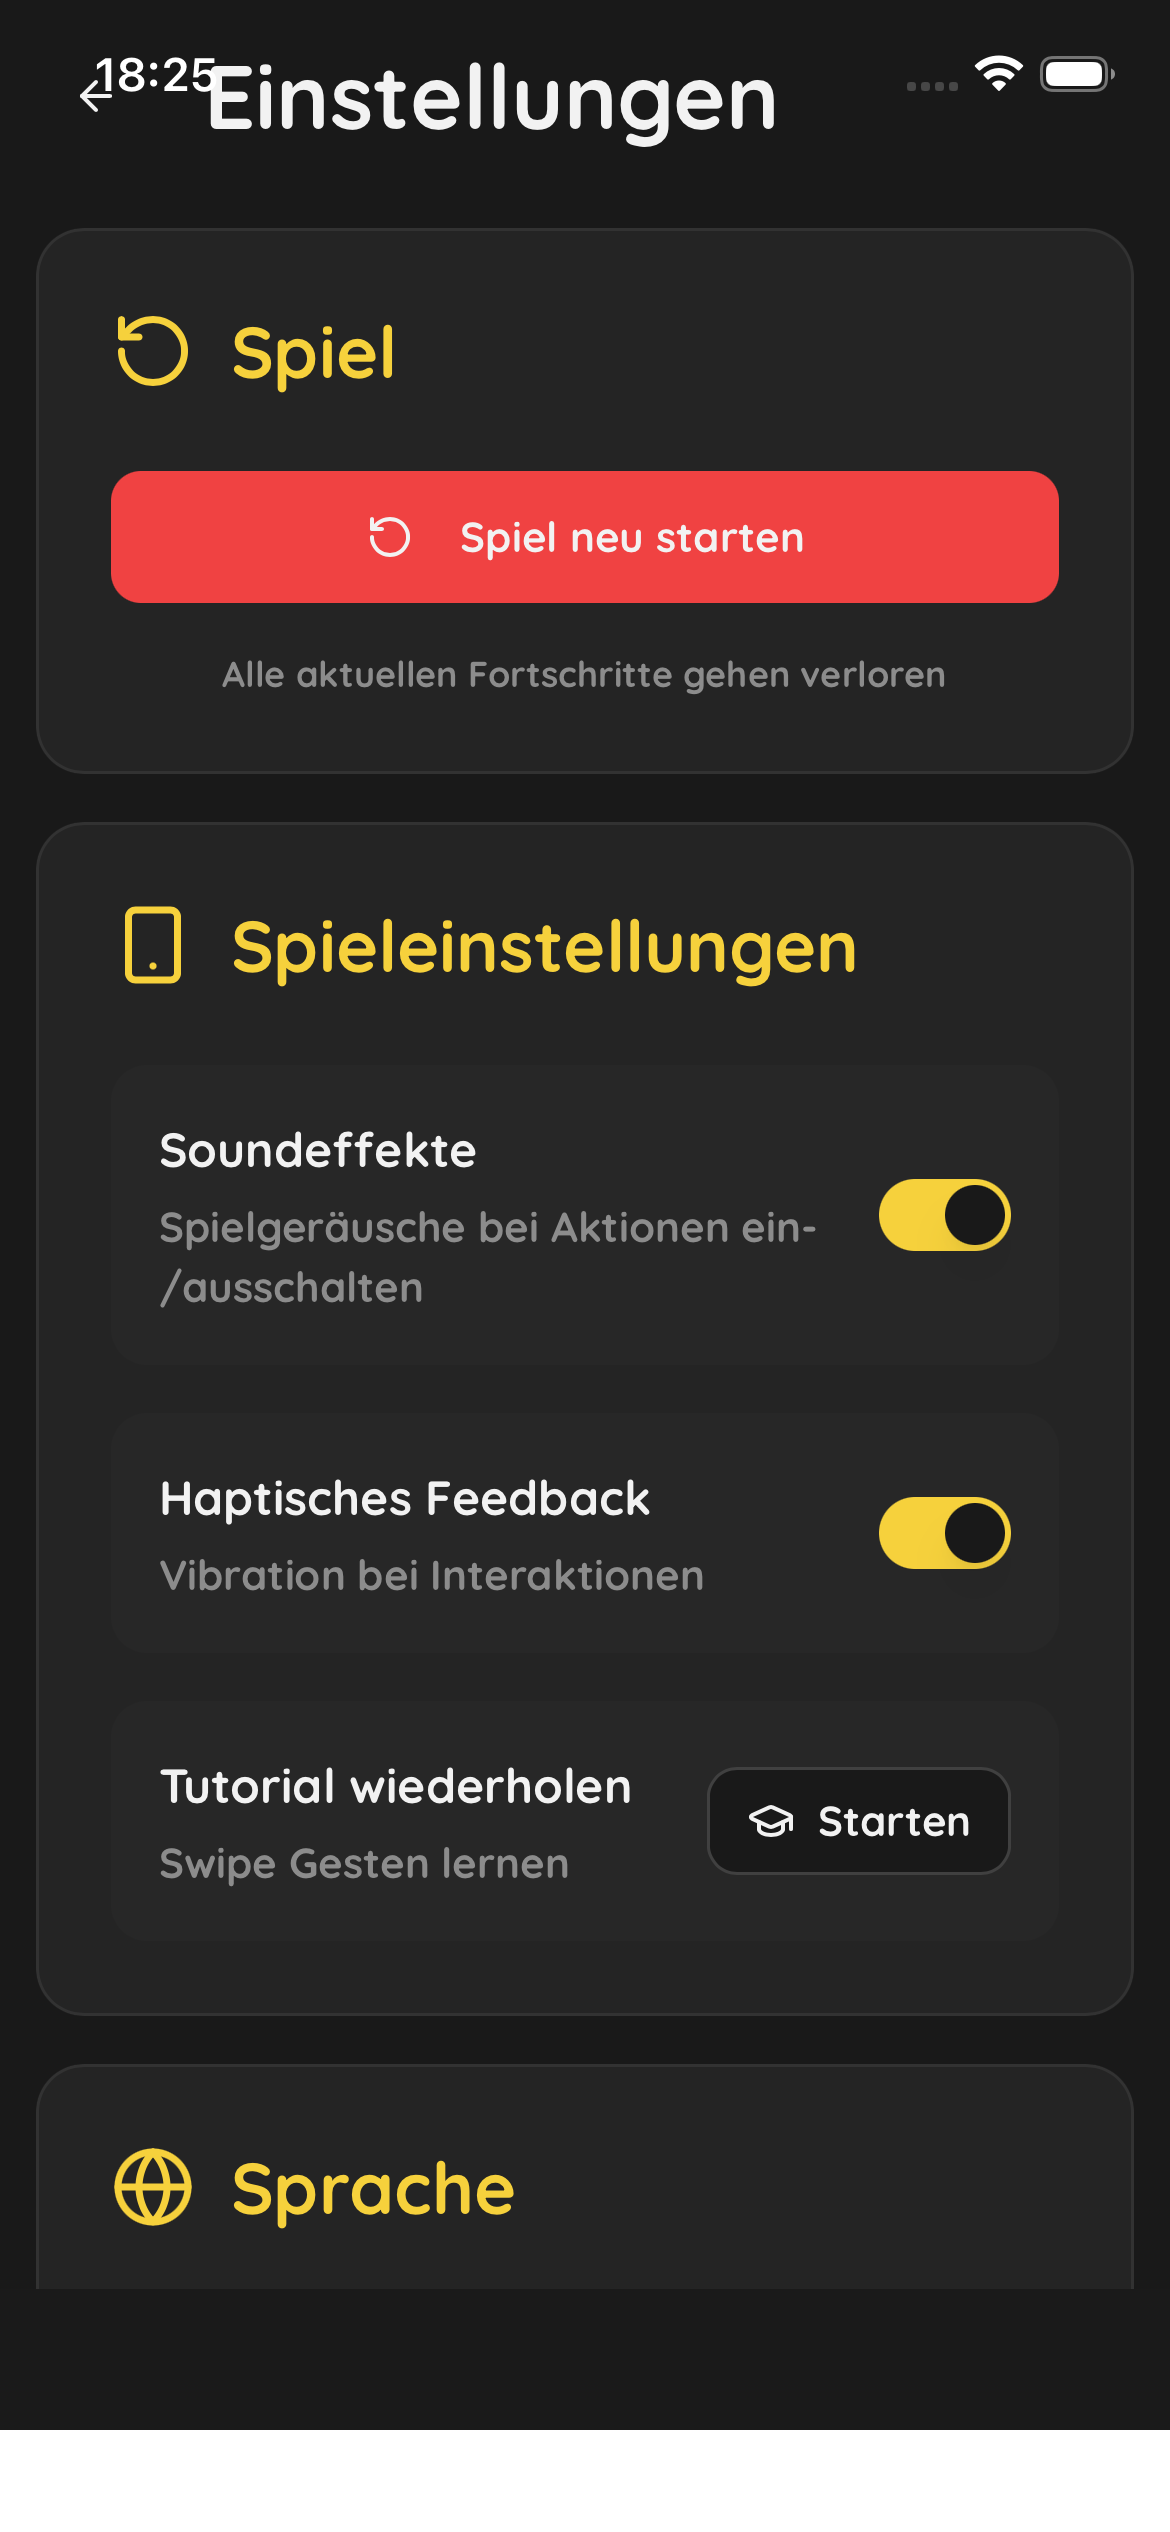 18:25
Einstellungen
Spiel
Spiel neu starten
Alle aktuellen Fortschritte gehen verloren
Spieleinstellungen
Soundeffekte
Spielgeräusche bei Aktionen ein-
/ausschalten
Haptisches Feedback
Vibration bei Interaktionen
Tutorial wiederholen
Swipe Gesten lernen
Starten
Sprache